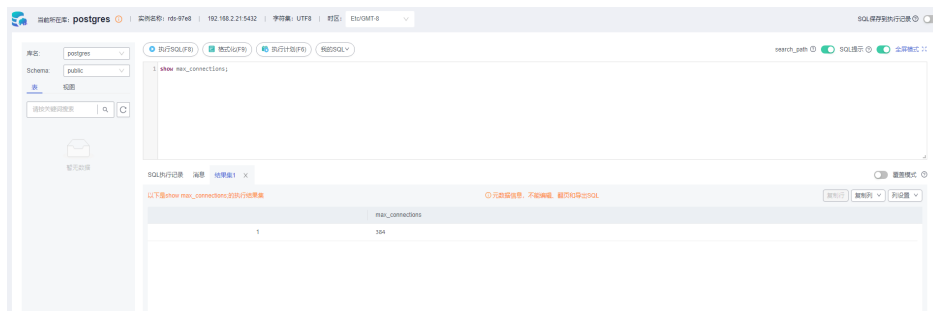 当前所在库: postgres | 实例名称: rds-97e8 | 192.168.2.21:5432 | 字符集: UTF8 | 时区: Etc/GMT-8 SQL保存到执行记录
库名: postgres
Schema: public
表 视图
请按关键词搜索
暂无数据
执行SQL(F8) 格式化(F9) 执行计划(F6) 我的SQL
search_path SQL提示 全屏模式
1 show max_connections;
SQL执行记录 消息 结果集1 ×
覆盖模式
以下是show max_connections;的执行结果集
元数据信息, 不能编辑、翻页和导出SQL
复制行 复制列 列设置
max_connections
1 384